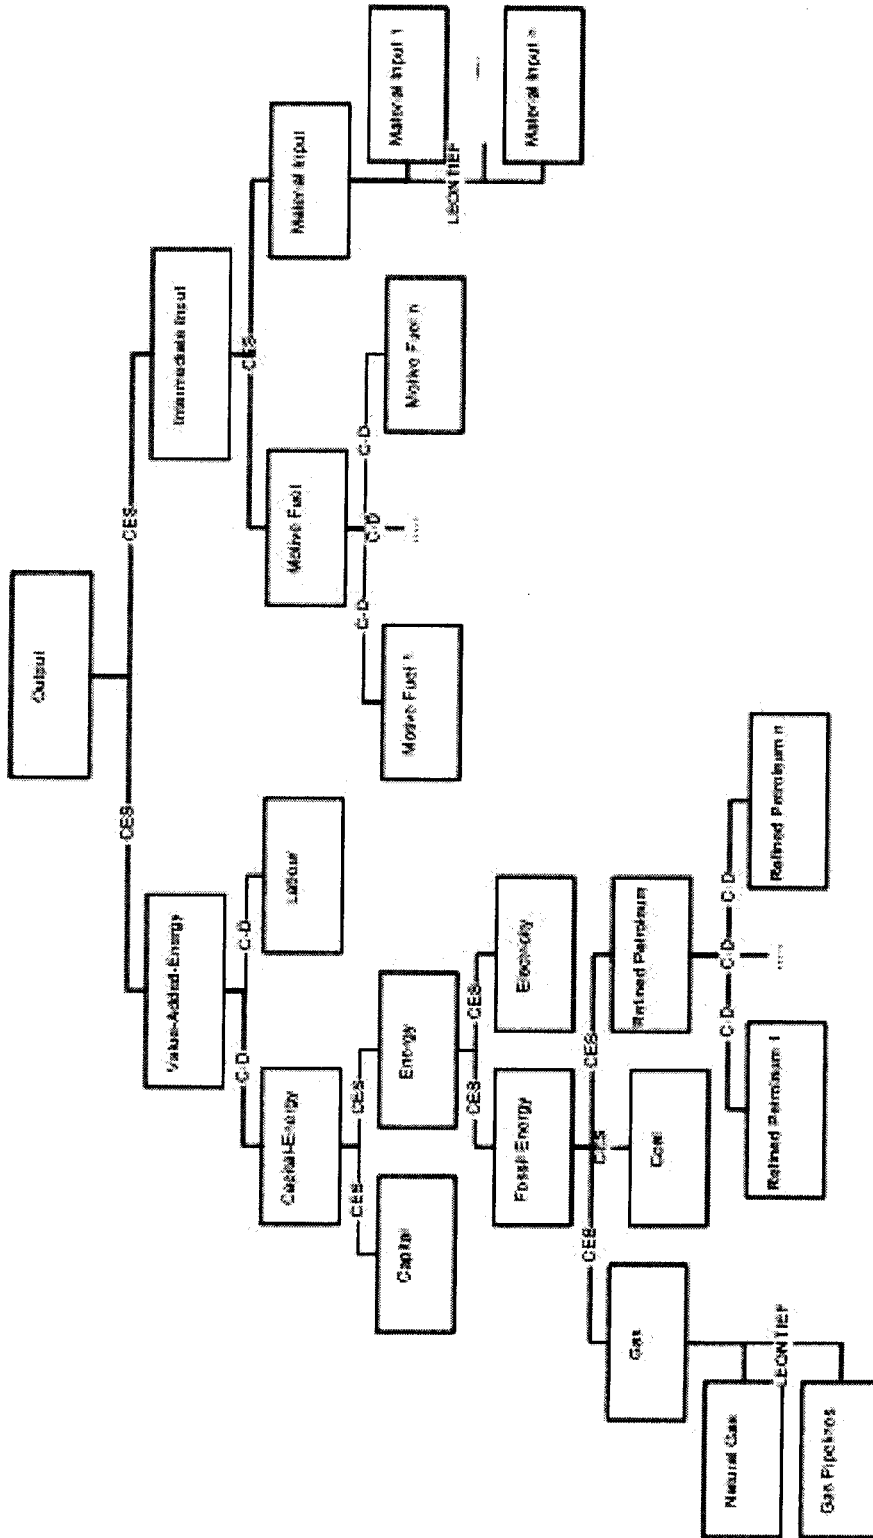 Output
CES
CES
Value-Added-Energy
Intermediate Input
C-D
C-D
CES
Capital-Energy
Labour
Motive Fuel
Material Input
CES
CES
C-D
C-D
C-D
LEONTIEF
Capital
Energy
Motive Fuel 1
....
Motive Fuel n
Material Input 1
Material Input n
CES
CES
Fossil Energy
Electricity
CES
CES
CES
Gas
Coal
Refined Petroleum
LEONTIEF
C-D
C-D
C-D
Natural Gas
Gas Pipelines
Refined Petroleum 1
....
Refined Petroleum n